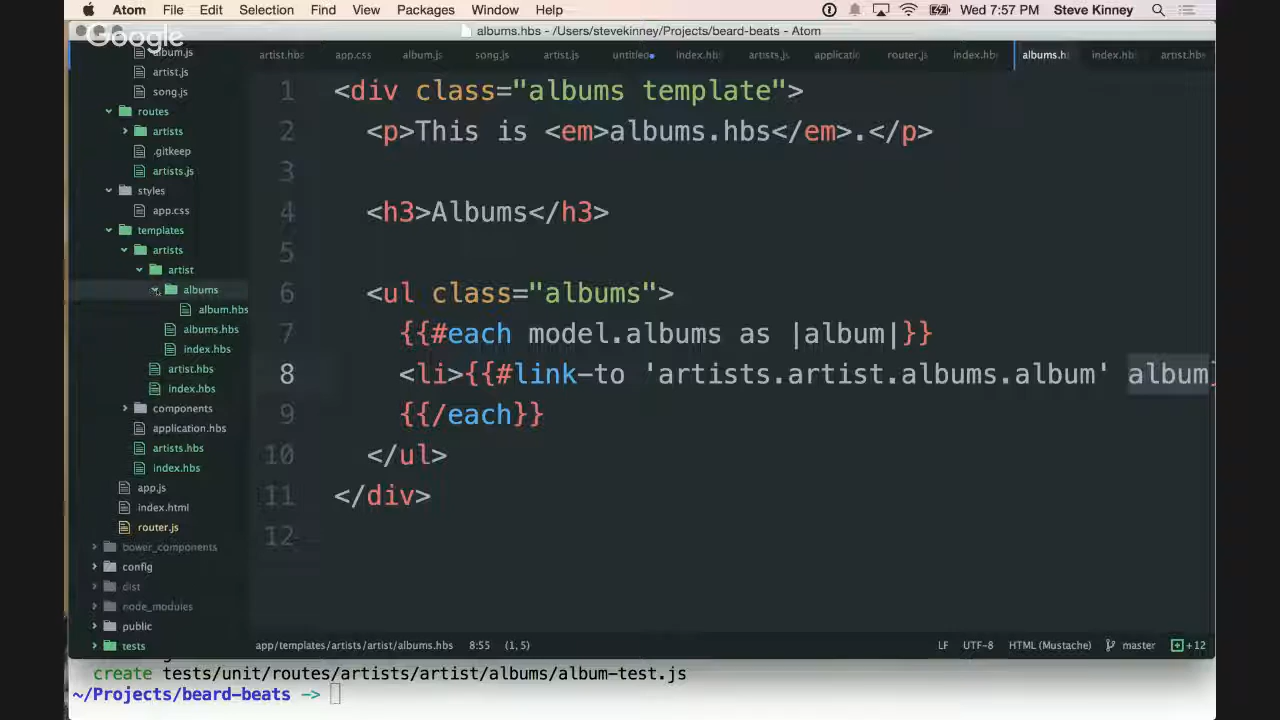 Atom File Edit Selection Find View Packages Window Help Wed 7:57 PM Steve Kinney
albums.hbs - /Users/stevekinney/Projects/beard-beats - Atom
Google
artist.hbs app.css album.js song.js artist.js untitled index.hbs artists.js applicatio router.js index.hbs albums.h index.hbs artist.hbs
album.js
artist.js
song.js
routes
artists
.gitkeep
artists.js
styles
app.css
templates
artists
artist
albums
album.hbs
albums.hbs
index.hbs
artist.hbs
index.hbs
components
application.hbs
artists.hbs
index.hbs
app.js
index.html
router.js
bower_components
config
dist
node_modules
public
tests
1 <div class="albums template">
2 <p>This is <em>albums.hbs</em>.</p>
3
4 <h3>Albums</h3>
5
6 <ul class="albums">
7 {{#each model.albums as |album|}}
8 <li>{{#link-to 'artists.artist.albums.album' album}
9 {{/each}}
10 </ul>
11 </div>
12
app/templates/artists/artist/albums.hbs 8:55 (1, 5) LF UTF-8 HTML (Mustache) master +12
create tests/unit/routes/artists/artist/albums/album-test.js
~/Projects/beard-beats ->